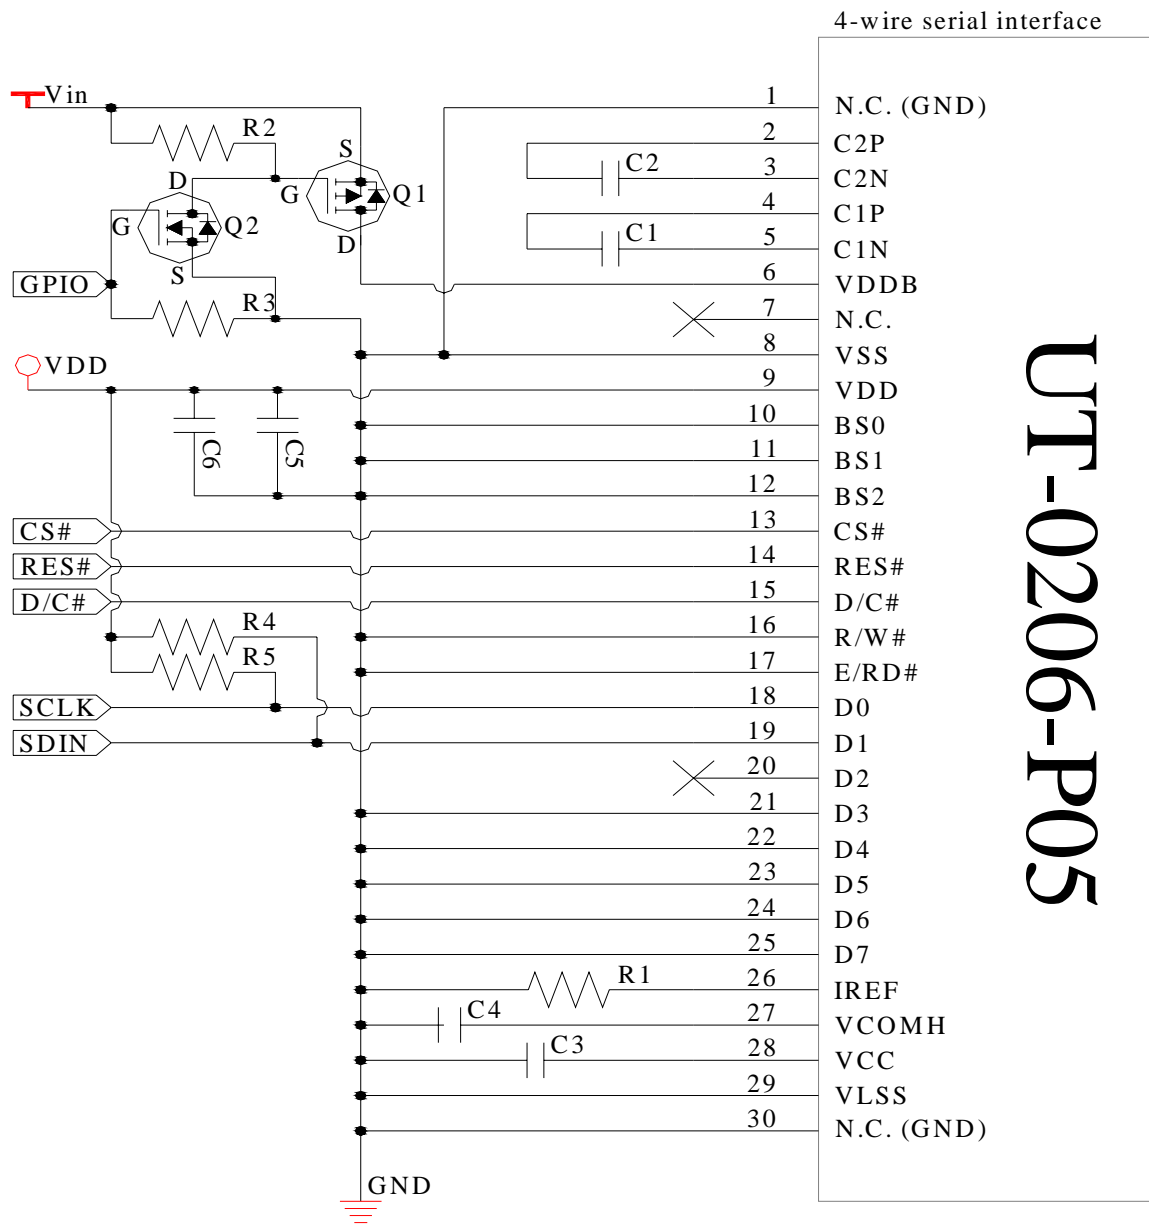 4-wire serial interface
Vin
R2
S
D
G
Q1
G
Q2
D
S
GPIO
R3
VDD
C6
C5
CS#
RES#
D/C#
R4
R5
SCLK
SDIN
C2
C1
R1
C4
C3
GND
1 N.C. (GND)
2 C2P
3 C2N
4 C1P
5 C1N
6 VDDB
7 N.C.
8 VSS
9 VDD
10 BS0
11 BS1
12 BS2
13 CS#
14 RES#
15 D/C#
16 R/W#
17 E/RD#
18 D0
19 D1
20 D2
21 D3
22 D4
23 D5
24 D6
25 D7
26 IREF
27 VCOMH
28 VCC
29 VLSS
30 N.C. (GND)
UT-0206-P05